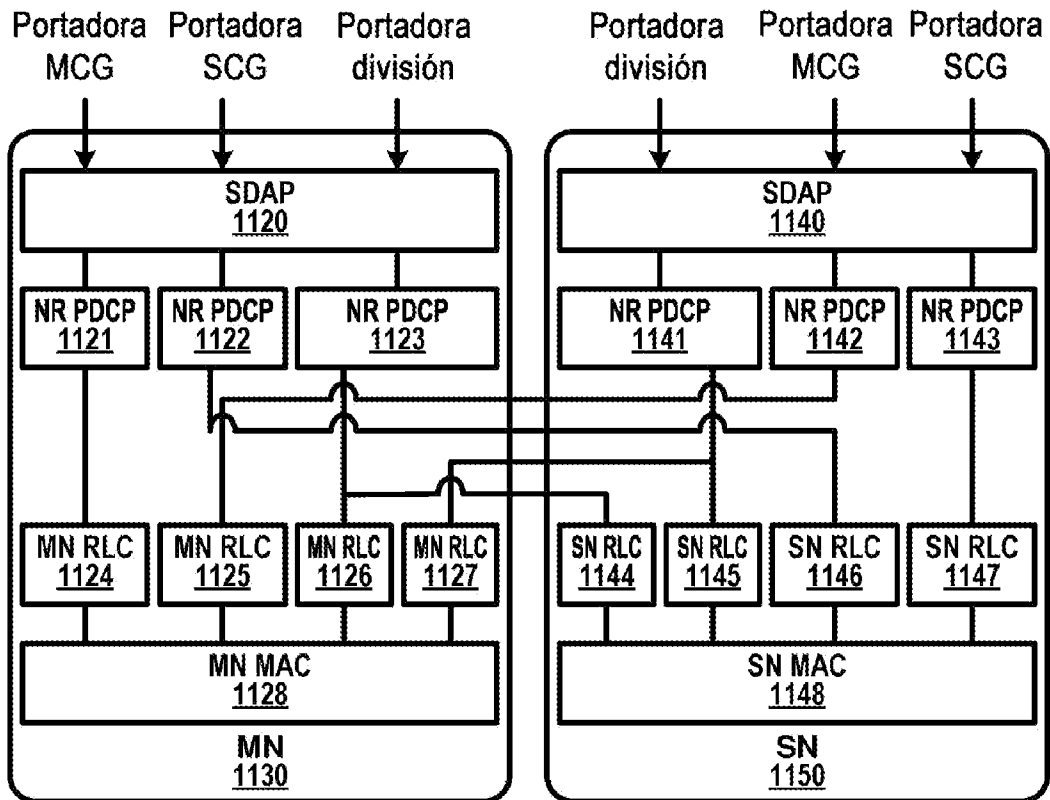 Portadora MCG
Portadora SCG
Portadora división
Portadora división
Portadora MCG
Portadora SCG
SDAP
1120
SDAP
1140
NR PDCP
1121
NR PDCP
1122
NR PDCP
1123
NR PDCP
1141
NR PDCP
1142
NR PDCP
1143
MN RLC
1124
MN RLC
1125
MN RLC
1126
MN RLC
1127
SN RLC
1144
SN RLC
1145
SN RLC
1146
SN RLC
1147
MN MAC
1128
SN MAC
1148
MN
1130
SN
1150